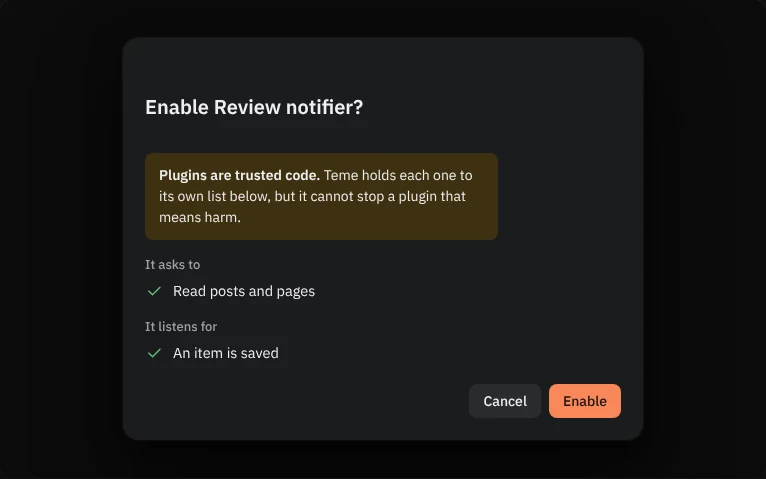 Enable Review notifier?
Plugins are trusted code. Teme holds each one to
its own list below, but it cannot stop a plugin that
means harm.
It asks to
Read posts and pages
It listens for
An item is saved
Cancel
Enable